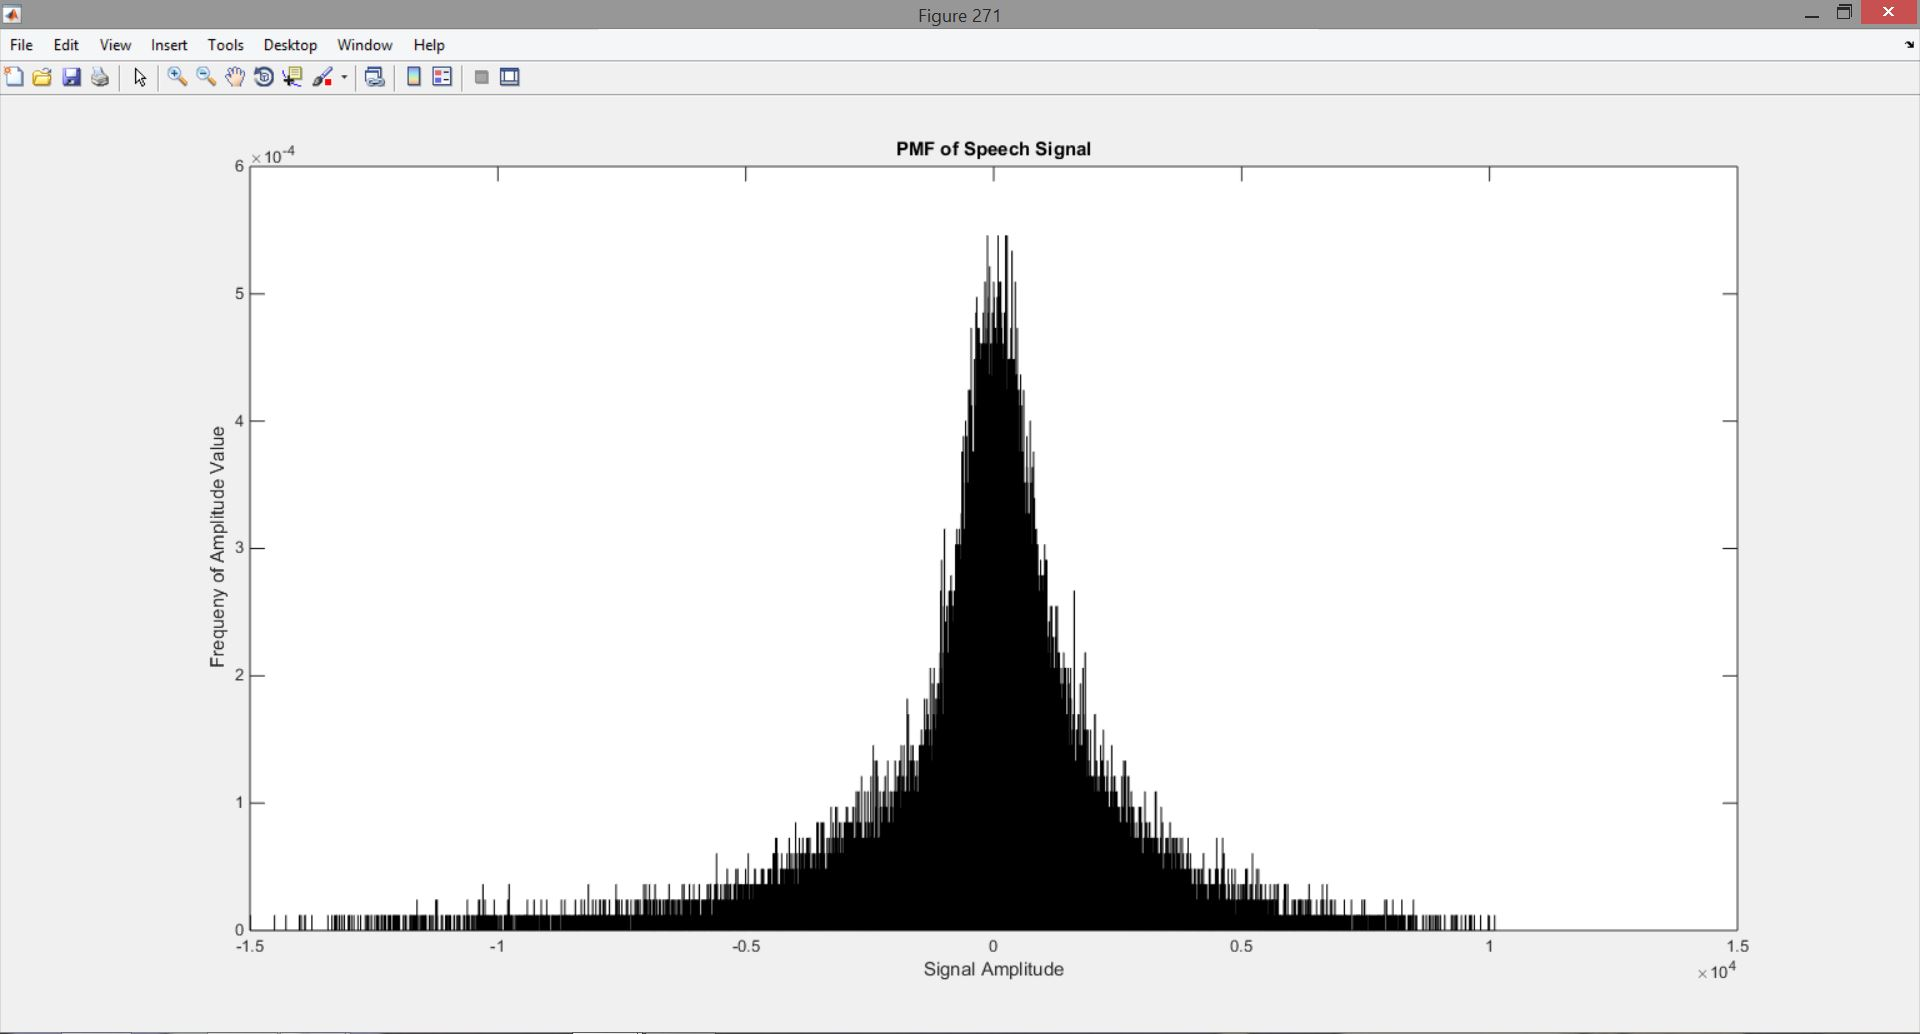 Figure 271
File Edit View Insert Tools Desktop Window Help
PMF of Speech Signal
×10-4
6
5
4
3
2
1
0
Frequeny of Amplitude Value
-1.5 -1 -0.5 0 0.5 1 1.5
Signal Amplitude
×104